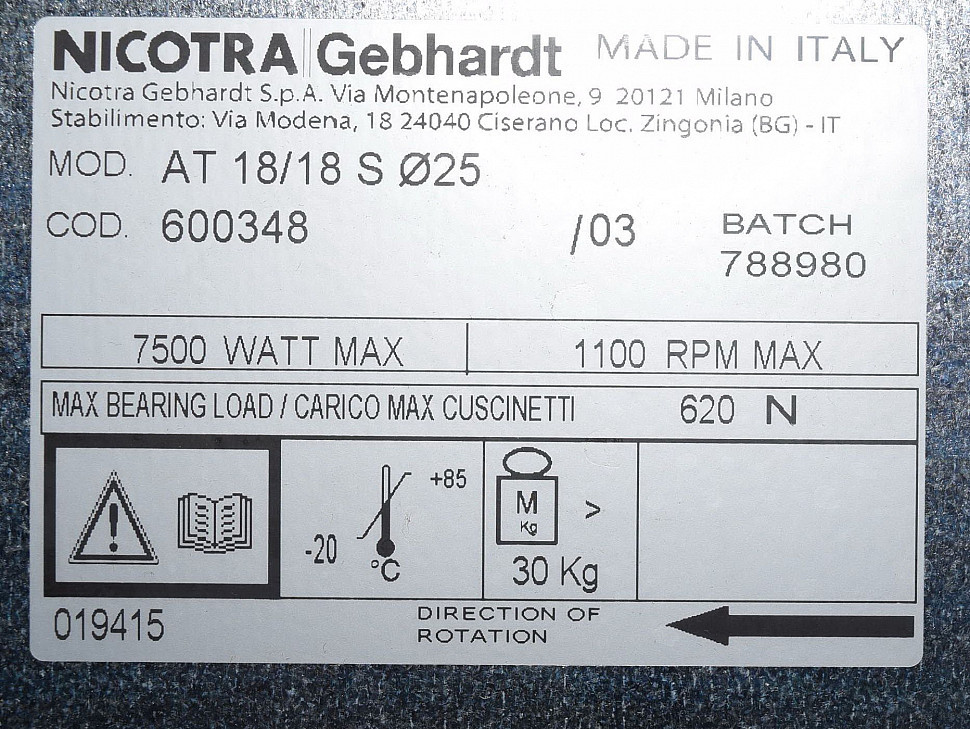 NICOTRA Gebhardt MADE IN ITALY
Nicotra Gebhardt S.p.A. Via Montenapoleone, 9 20121 Milano
Stabilimento: Via Modena, 18 24040 Ciserano Loc. Zingonia (BG) - IT
MOD. AT 18/18 S Ø25
COD. 600348 /03 BATCH
788980
7500 WATT MAX 1100 RPM MAX
MAX BEARING LOAD / CARICO MAX CUSCINETTI 620 N
-20 +85
°C
M
Kg
>
30 Kg
019415
DIRECTION OF
ROTATION